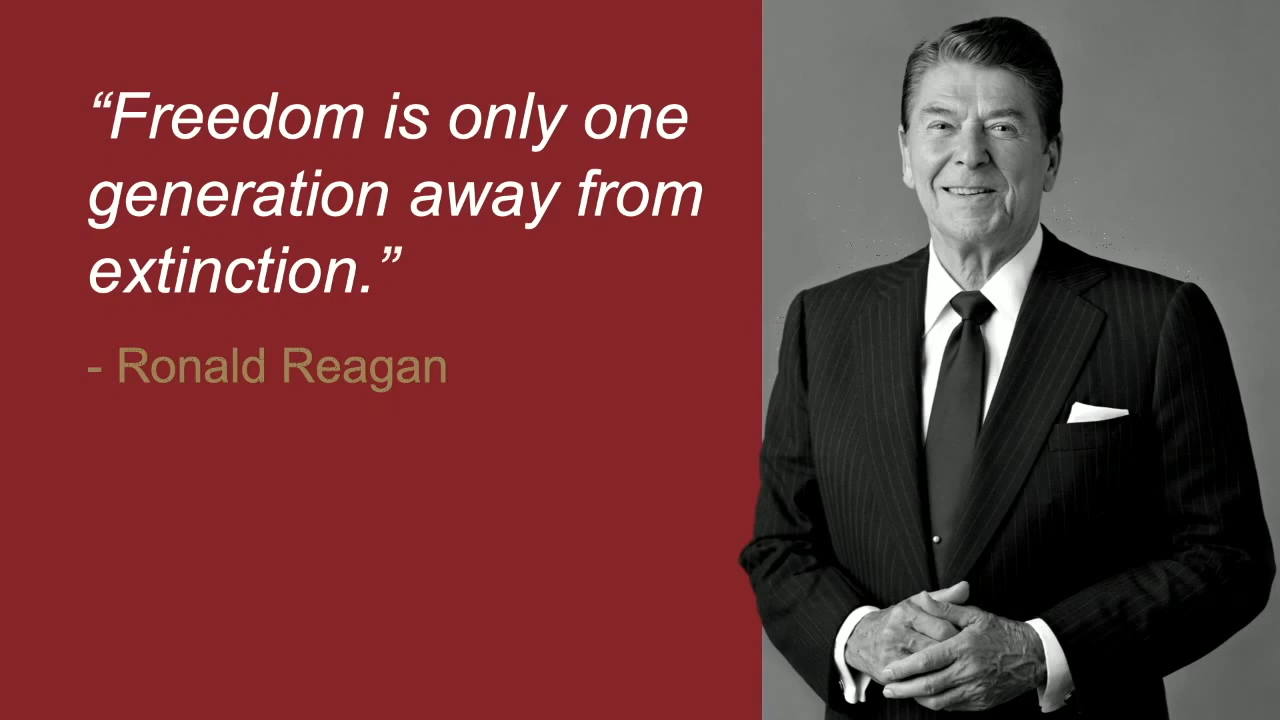 “Freedom is only one
generation away from
extinction.”
- Ronald Reagan